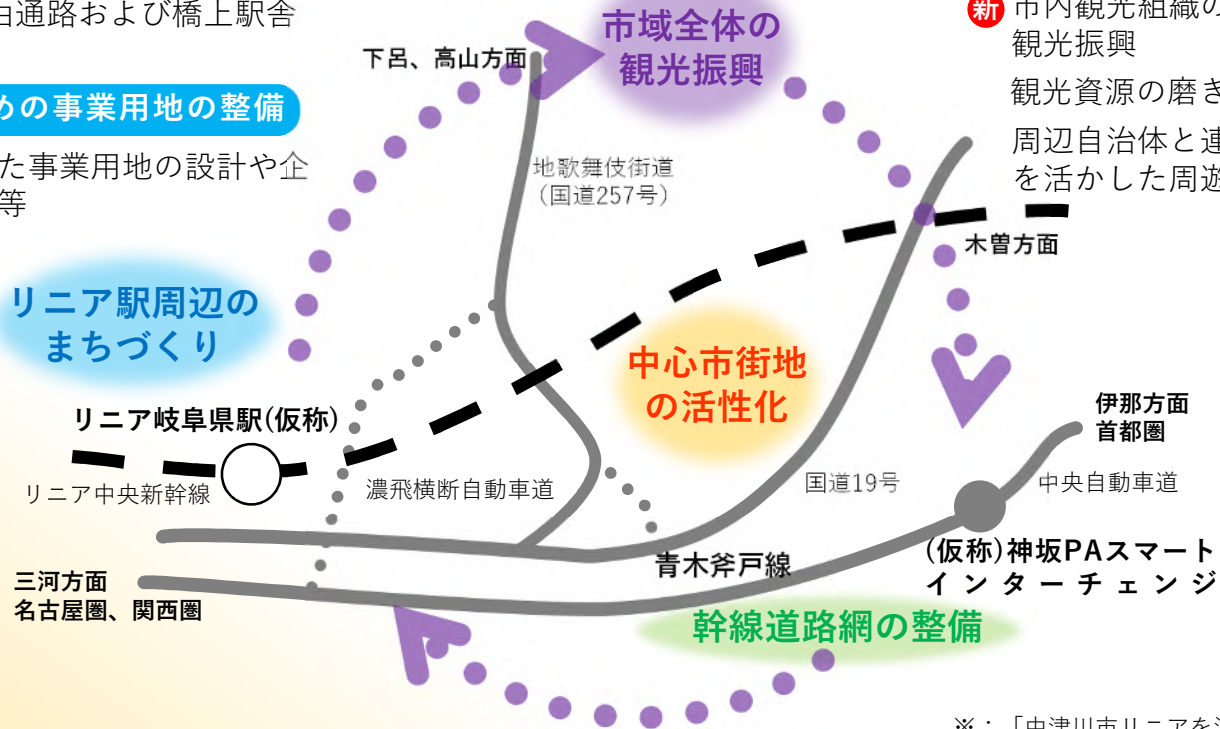 由通路および橋上駅舎
めの事業用地の整備
た事業用地の設計や企
等
新 市内観光組織の
観光振興
観光資源の磨き
周辺自治体と連
を活かした周遊
市域全体の
観光振興
下呂、高山方面
地歌舞伎街道
(国道257号)
木曽方面
リニア駅周辺の
まちづくり
中心市街地
の活性化
リニア岐阜県駅(仮称)
リニア中央新幹線
濃飛横断自動車道
国道19号
伊那方面
首都圏
中央自動車道
三河方面
名古屋圏、関西圏
青木斧戸線
(仮称)神坂PAスマート
インターチェンジ
幹線道路網の整備
※:「中津川市リニアを